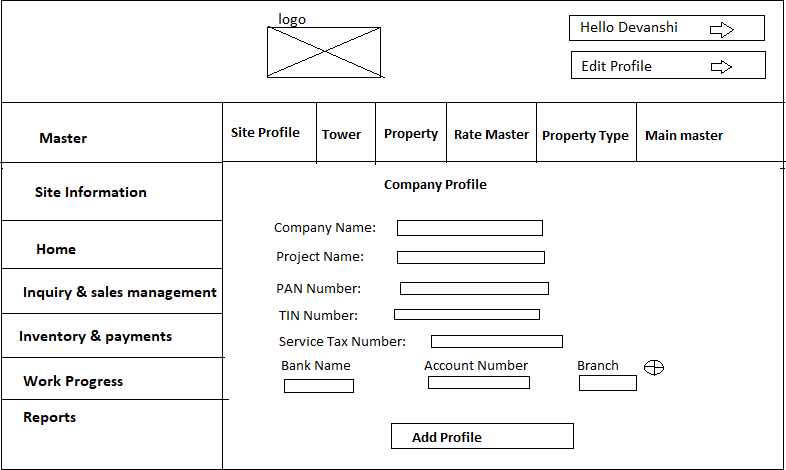 logo
Hello Devanshi
Edit Profile
Master
Site Profile
Tower
Property
Rate Master
Property Type
Main master
Site Information
Home
Inquiry & sales management
Inventory & payments
Work Progress
Reports
Company Profile
Company Name:
Project Name:
PAN Number:
TIN Number:
Service Tax Number:
Bank Name Account Number Branch
Add Profile